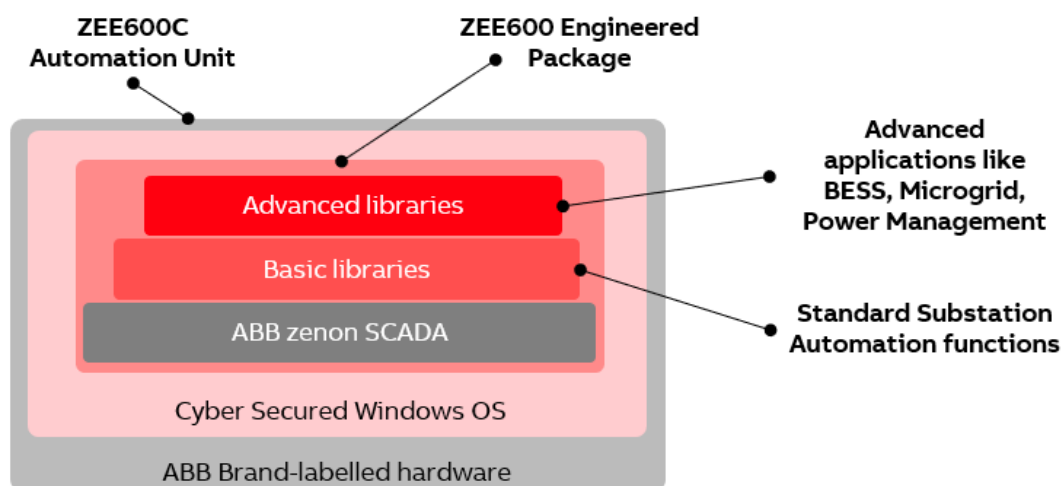 ZEE600C
Automation Unit
ZEE600 Engineered
Package
Advanced
applications like
BESS, Microgrid,
Power Management
Advanced libraries
Basic libraries
ABB zenon SCADA
Standard Substation
Automation functions
Cyber Secured Windows OS
ABB Brand-labelled hardware